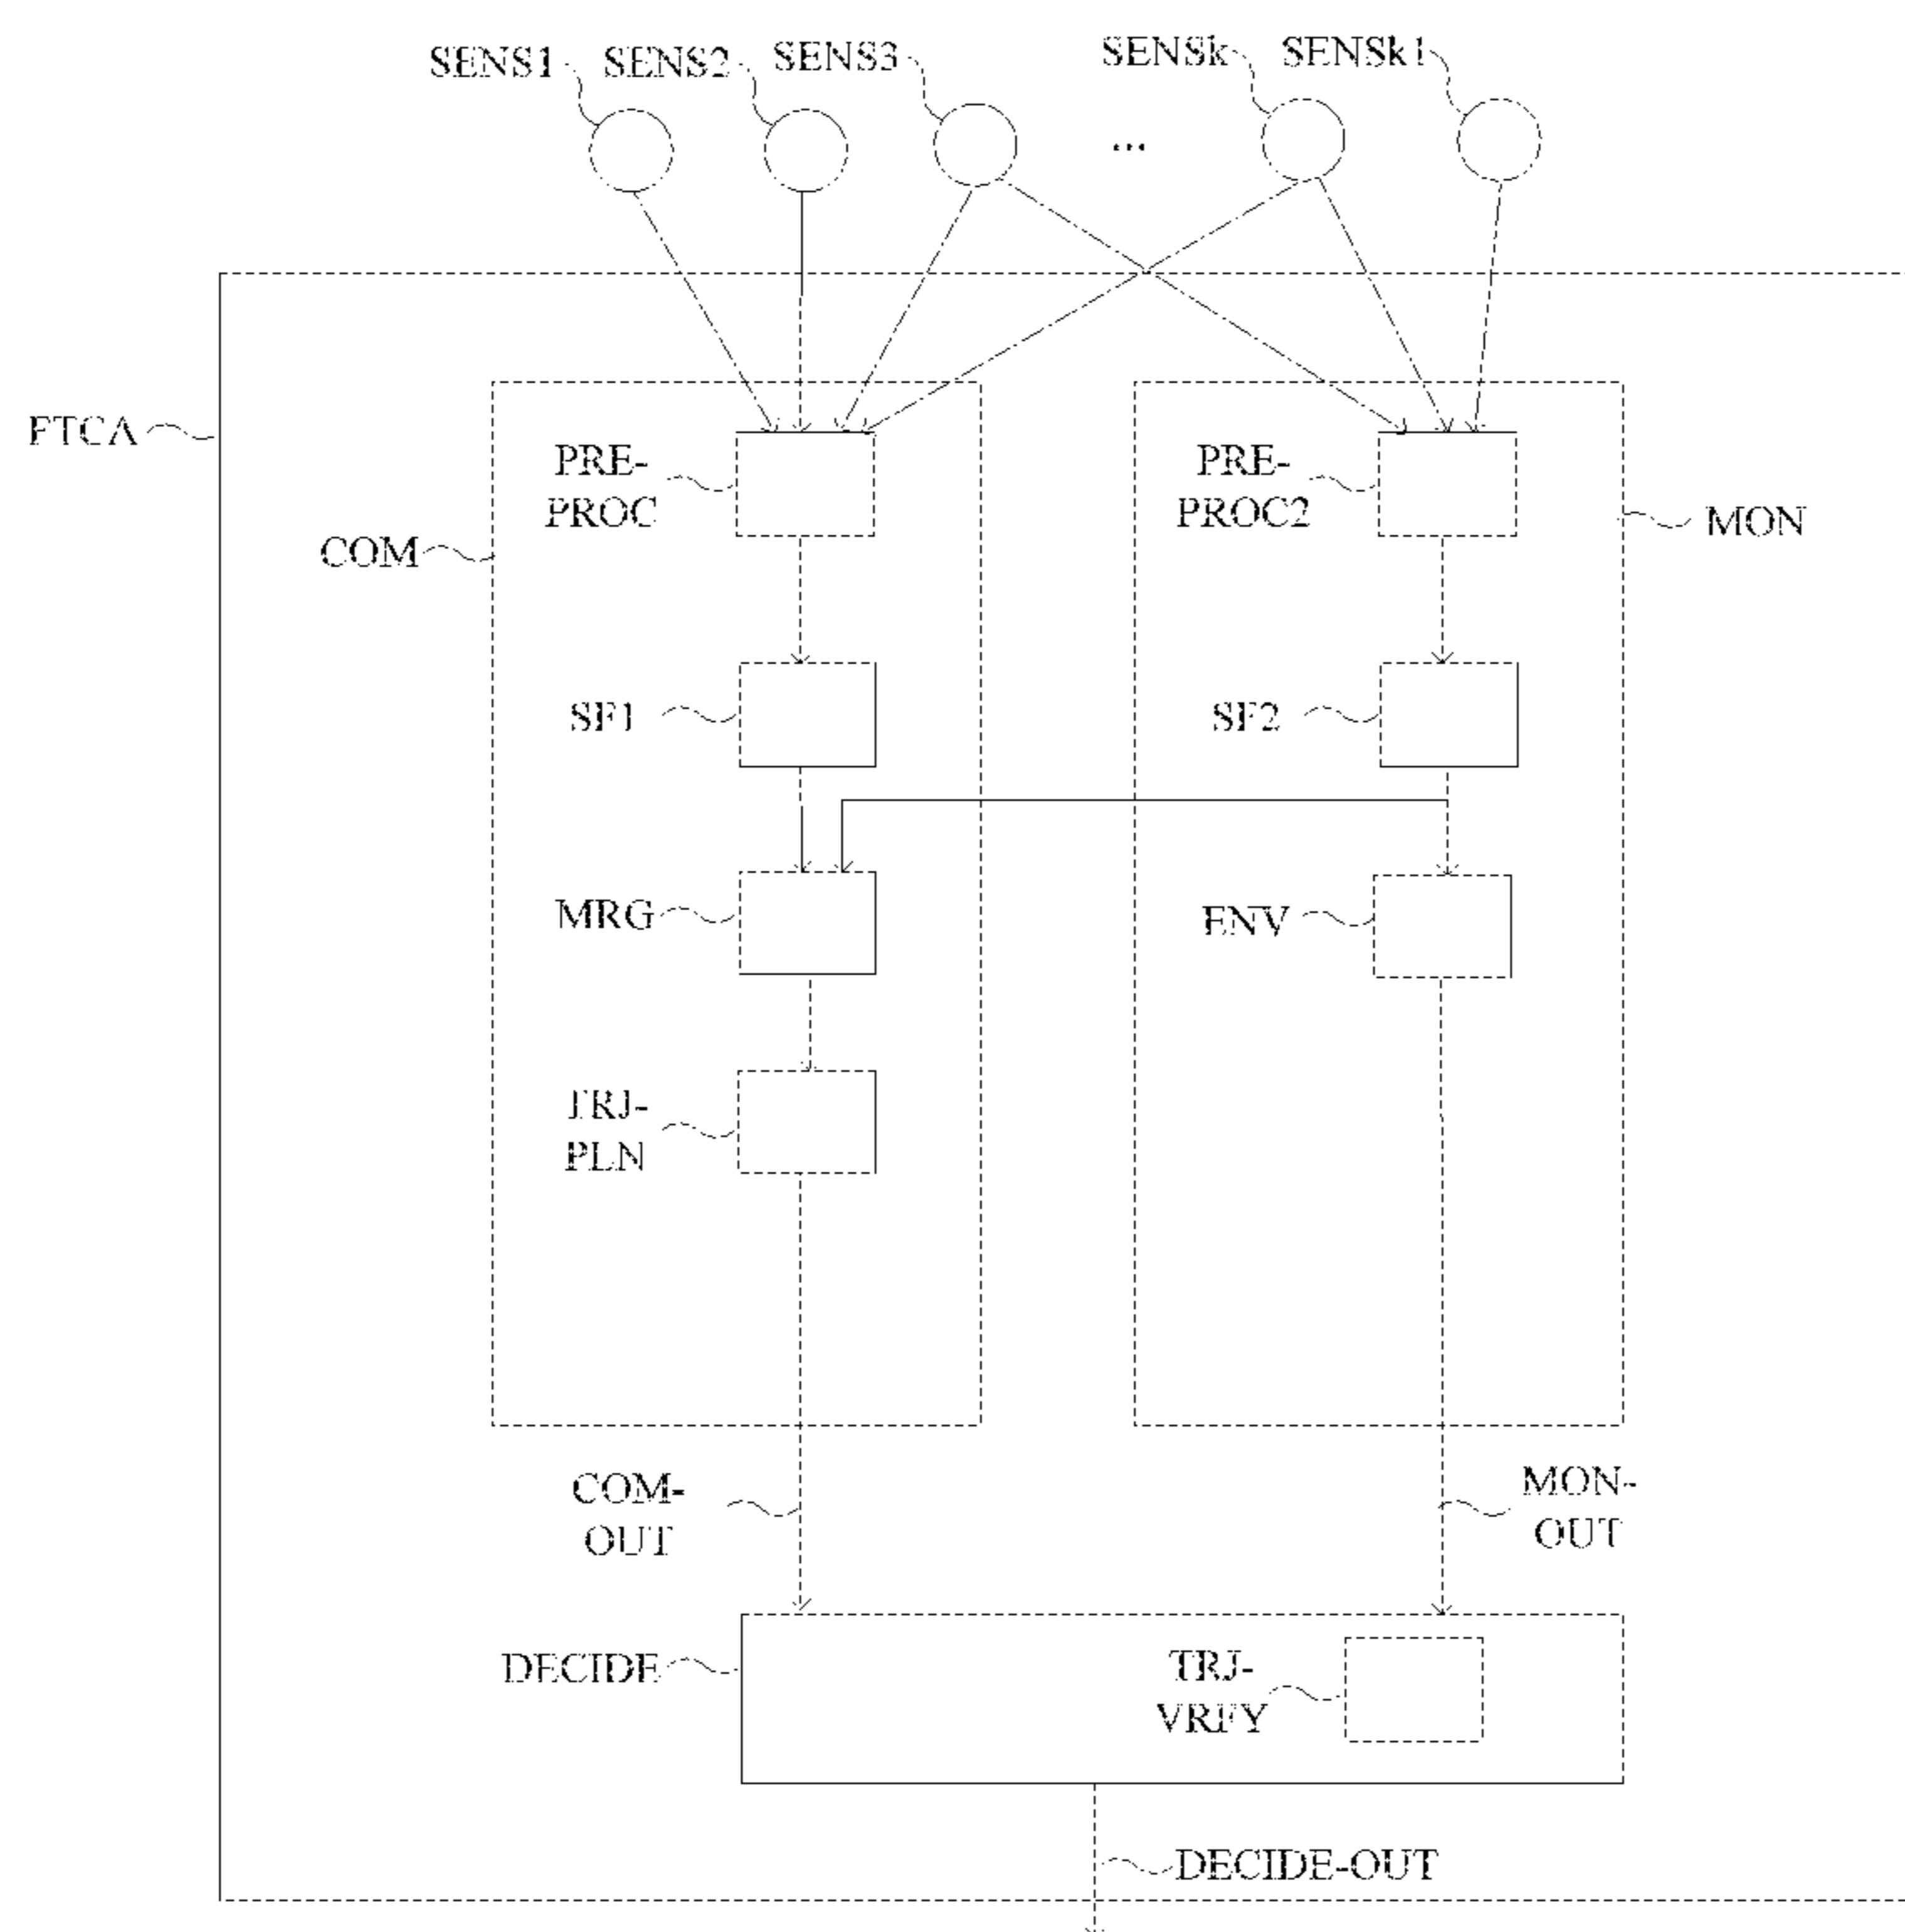 SENS1
SENS2
SENS3
...
SENSk
SENSk1
FTCA
COM
PRE-
PROC
PRE-
PROC2
MON
SF1
SF2
MRG
ENV
TRJ-
PLN
COM-
OUT
MON-
OUT
DECIDE
TRJ-
VRFY
DECIDE-OUT